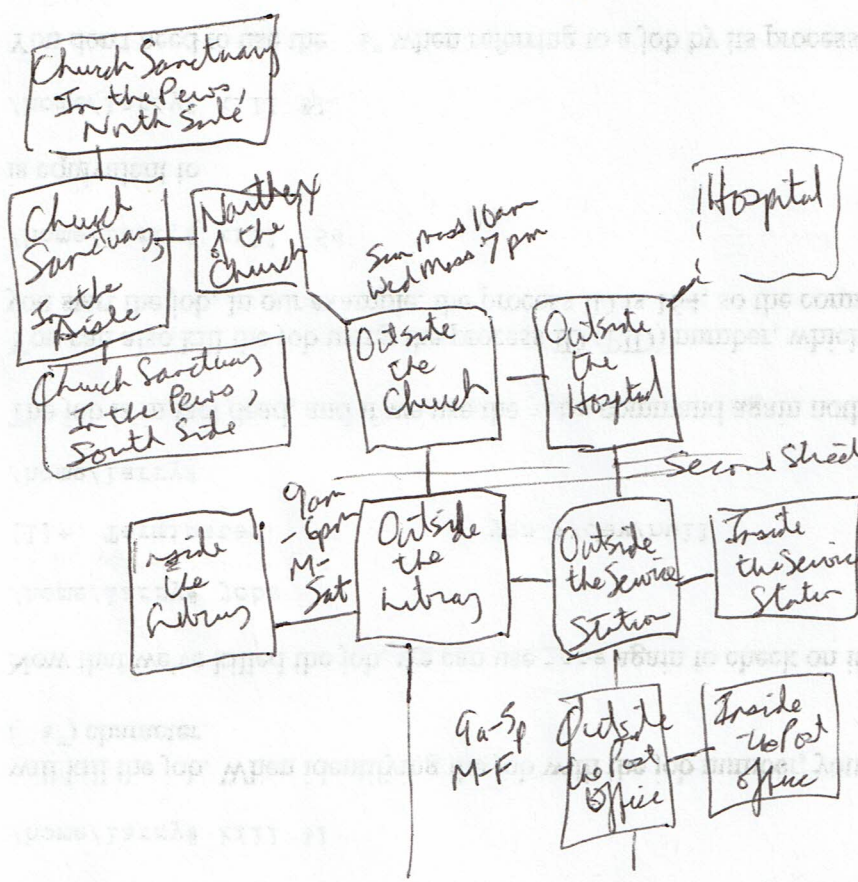 Church Sanctuary
In the Pews,
North Side
Church
Sanctuary
In the
Aisle
Narthex
of the
Church
Sun Mass 10am
Wed Mass 7pm
Hospital
Church Sanctuary
In the Pews,
South Side
Outside
the
Church
Outside
the
Hospital
Second Street
Inside
the
Library
9am
-6pm
M-
Sat
Outside
the
Library
Outside
the Service
Station
Inside
the Service
Station
9a-5p
M-F
Outside
the Post
Office
Inside
the Post
Office